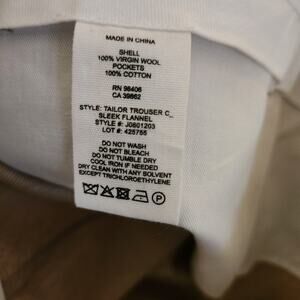 MADE IN CHINA
SHELL
100% VIRGIN WOOL
POCKETS
100% COTTON
RN 98406
CA 39862
STYLE: TAILOR TROUSER C_
SLEEK FLANNEL
STYLE #: J0801203
LOT #: 425755
DO NOT WASH
DO NOT BLEACH
DO NOT TUMBLE DRY
COOL IRON IF NEEDED
DRY CLEAN WITH ANY SOLVENT
EXCEPT TRICHLOROETHYLENE
P